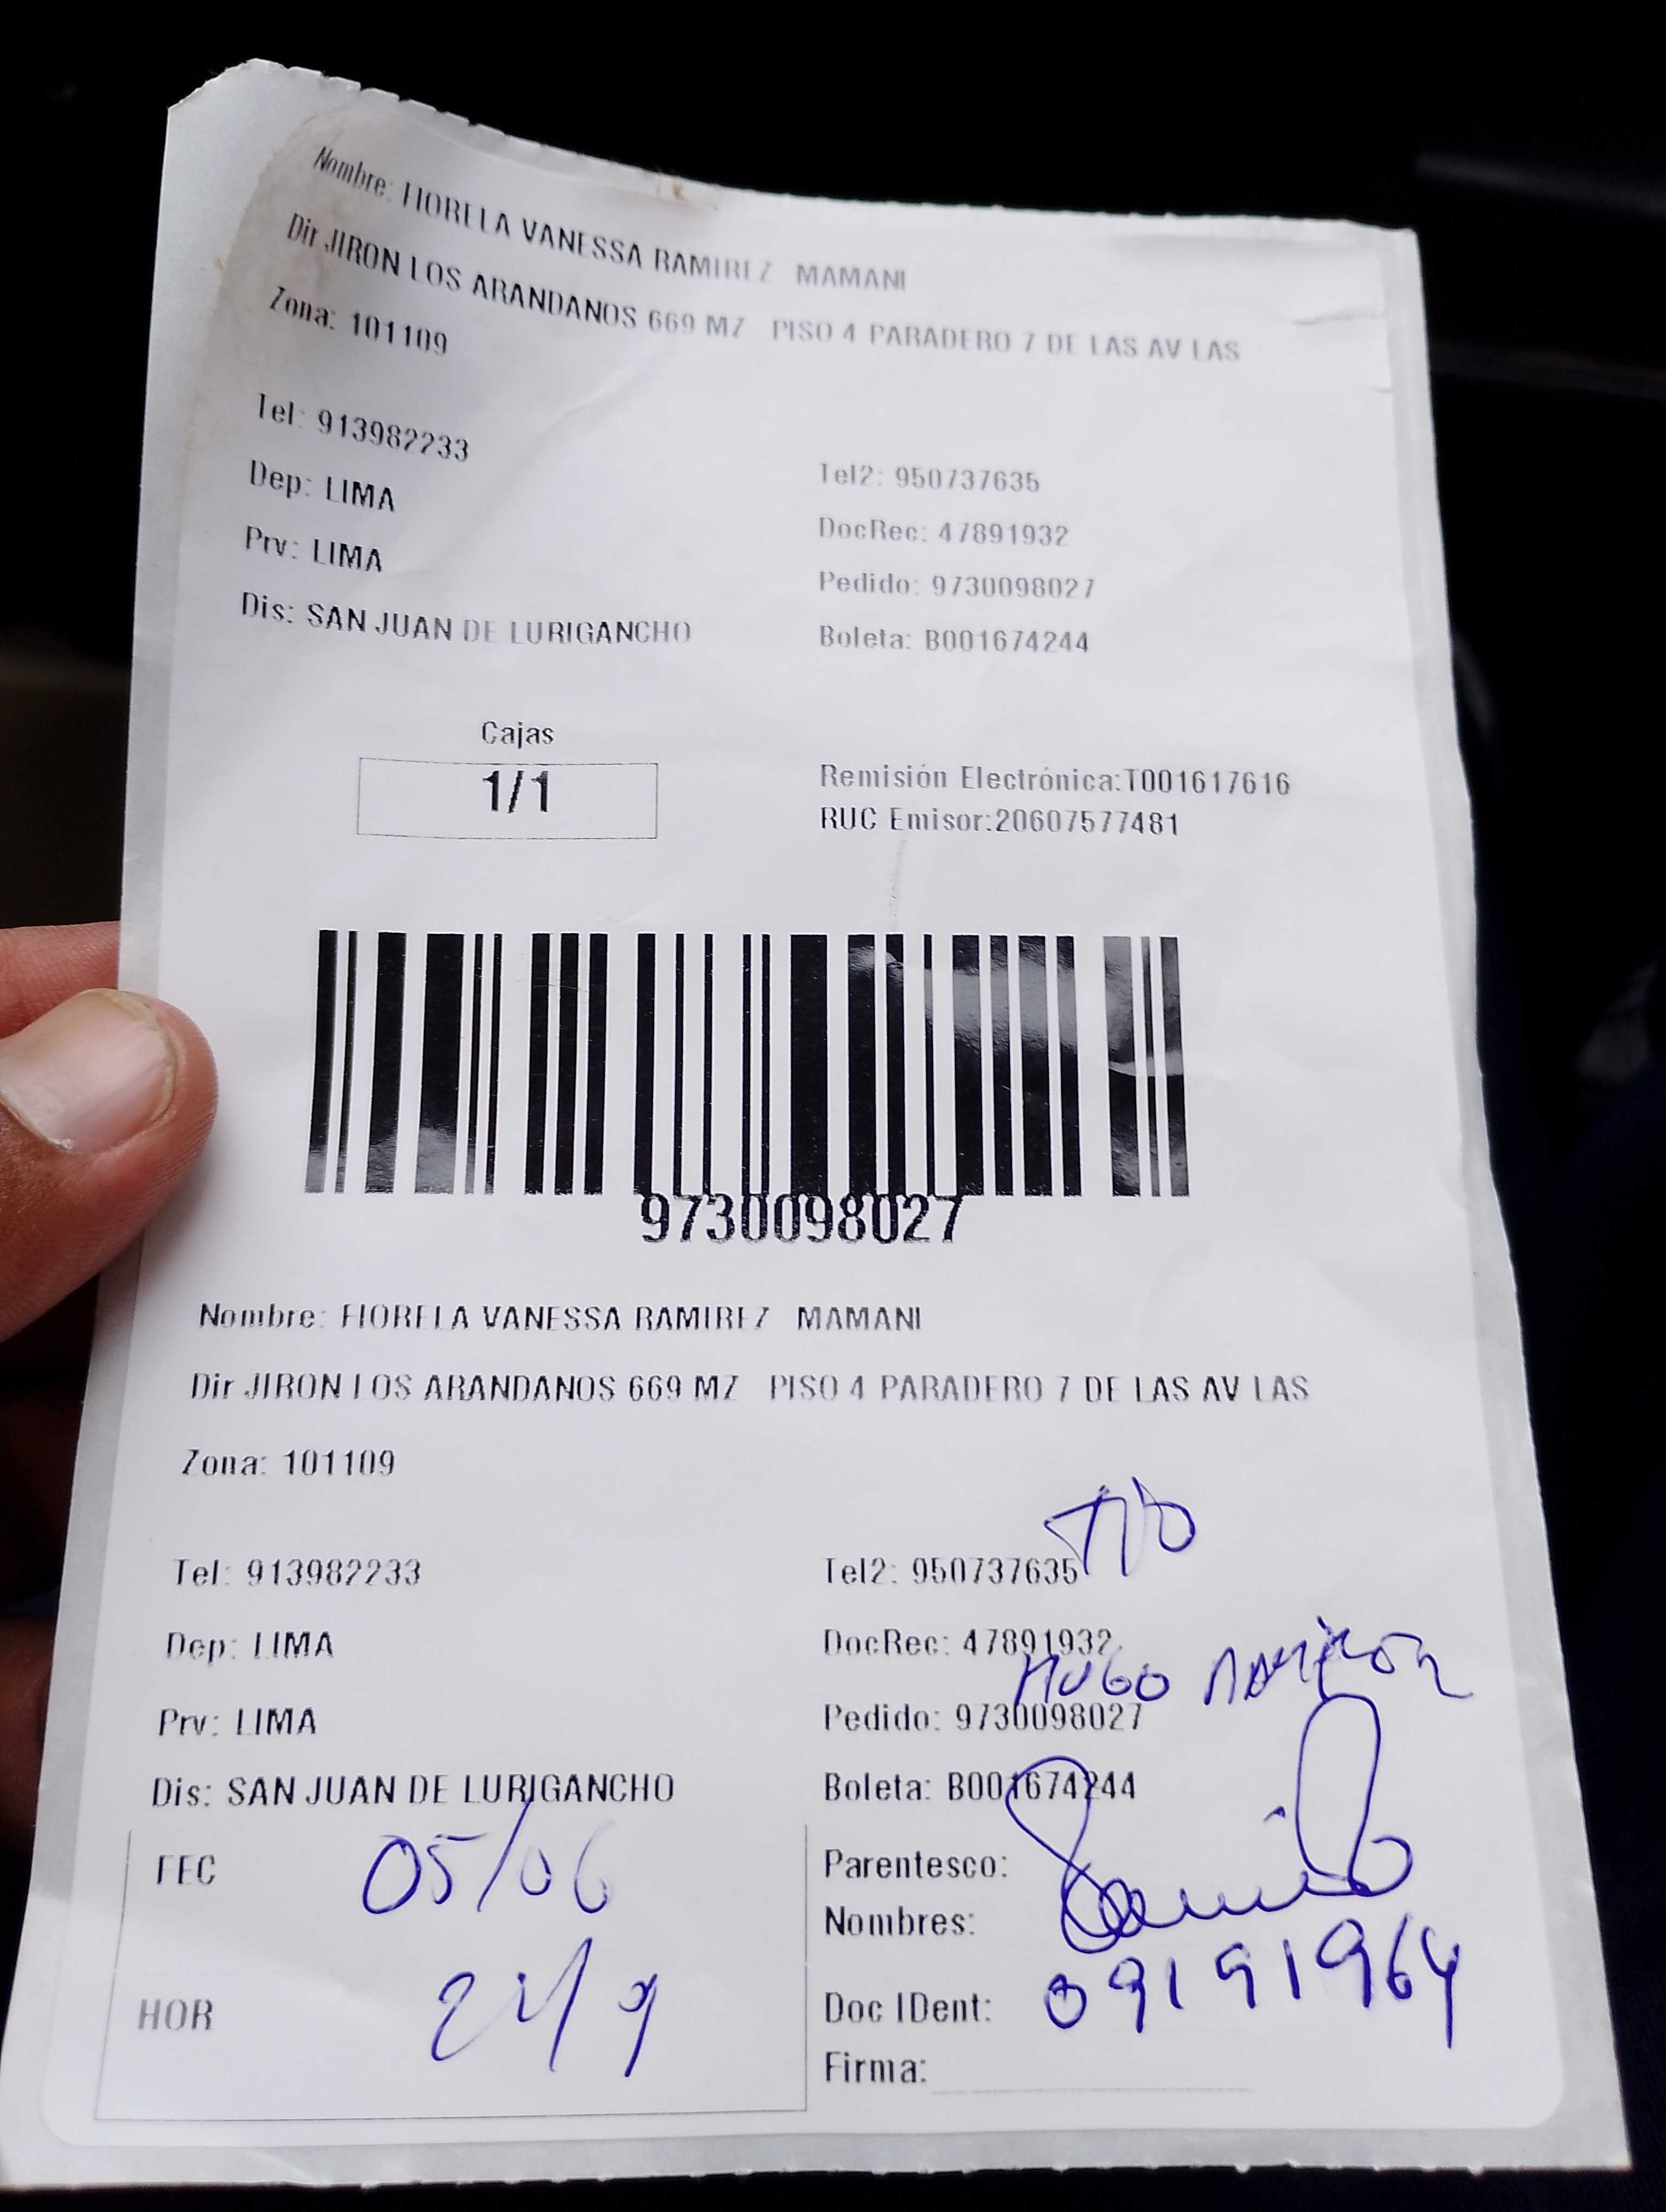 Nombre: FIORELA VANESSA RAMIREZ MAMANI
Dir JIRON LOS ARANDANOS 669 MZ PISO 4 PARADERO 7 DE LAS AV LAS
Zona: 101109
Tel: 913982233
Tel2: 950737635
Dep: LIMA
DocRec: 47891932
Prv: LIMA
Pedido: 9730098027
Dis: SAN JUAN DE LURIGANCHO
Boleta: B001674244
Cajas
1/1
Remisión Electrónica:T001617616
RUC Emisor:20607577481
9730098027
Nombre: FIORELA VANESSA RAMIREZ MAMANI
Dir JIRON LOS ARANDANOS 669 MZ PISO 4 PARADERO 7 DE LAS AV LAS
Zona: 101109
TIO
Tel: 913982233
Tel2: 950737635
Dep: LIMA
DocRec: 47891932
HUGO
Prv: LIMA
Pedido: 9730098027
Dis: SAN JUAN DE LURIGANCHO
Boleta: B001674244
FEC 05/06
Parentesco:
Nombres:
HOR
Doc IDent: 09191964
Firma: